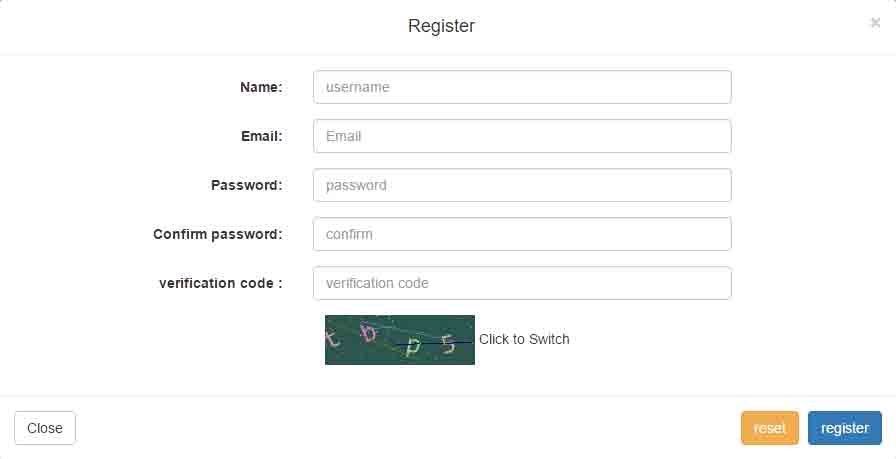 Register ×
Name: username
Email: Email
Password: password
Confirm password: confirm
verification code : verification code
t b p 5 Click to Switch
Close reset register